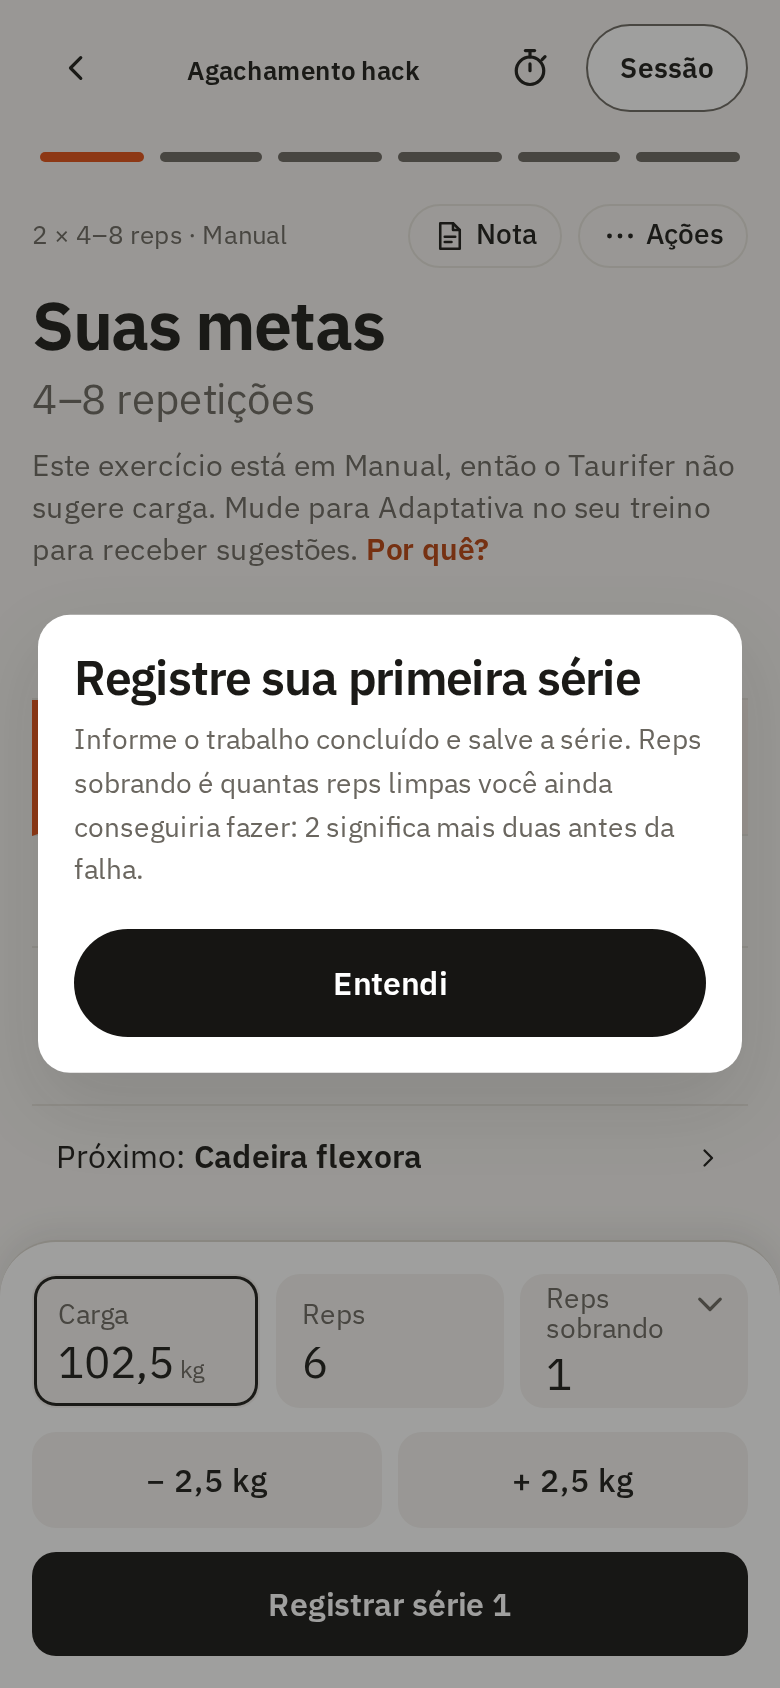 Agachamento hack
Sessão
2 × 4–8 reps · Manual
Nota
Ações
Suas metas
4–8 repetições
Este exercício está em Manual, então o Taurifer não
sugere carga. Mude para Adaptativa no seu treino
para receber sugestões. Por quê?
Registre sua primeira série
Informe o trabalho concluído e salve a série. Reps
sobrando é quantas reps limpas você ainda
conseguiria fazer: 2 significa mais duas antes da
falha.
Entendi
Próximo: Cadeira flexora
Carga
102,5 kg
Reps
6
Reps
sobrando
1
– 2,5 kg
+ 2,5 kg
Registrar série 1